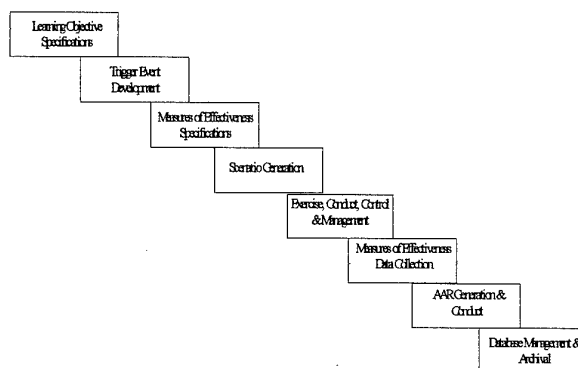 Learning Objective
Specifications
Trigger Event
Development
Measures of Effectiveness
Specifications
Scenario Generation
Exercise, Conduct, Control
& Management
Measures of Effectiveness
Data Collection
AAR Generation &
Conduct
Database Management &
Archival